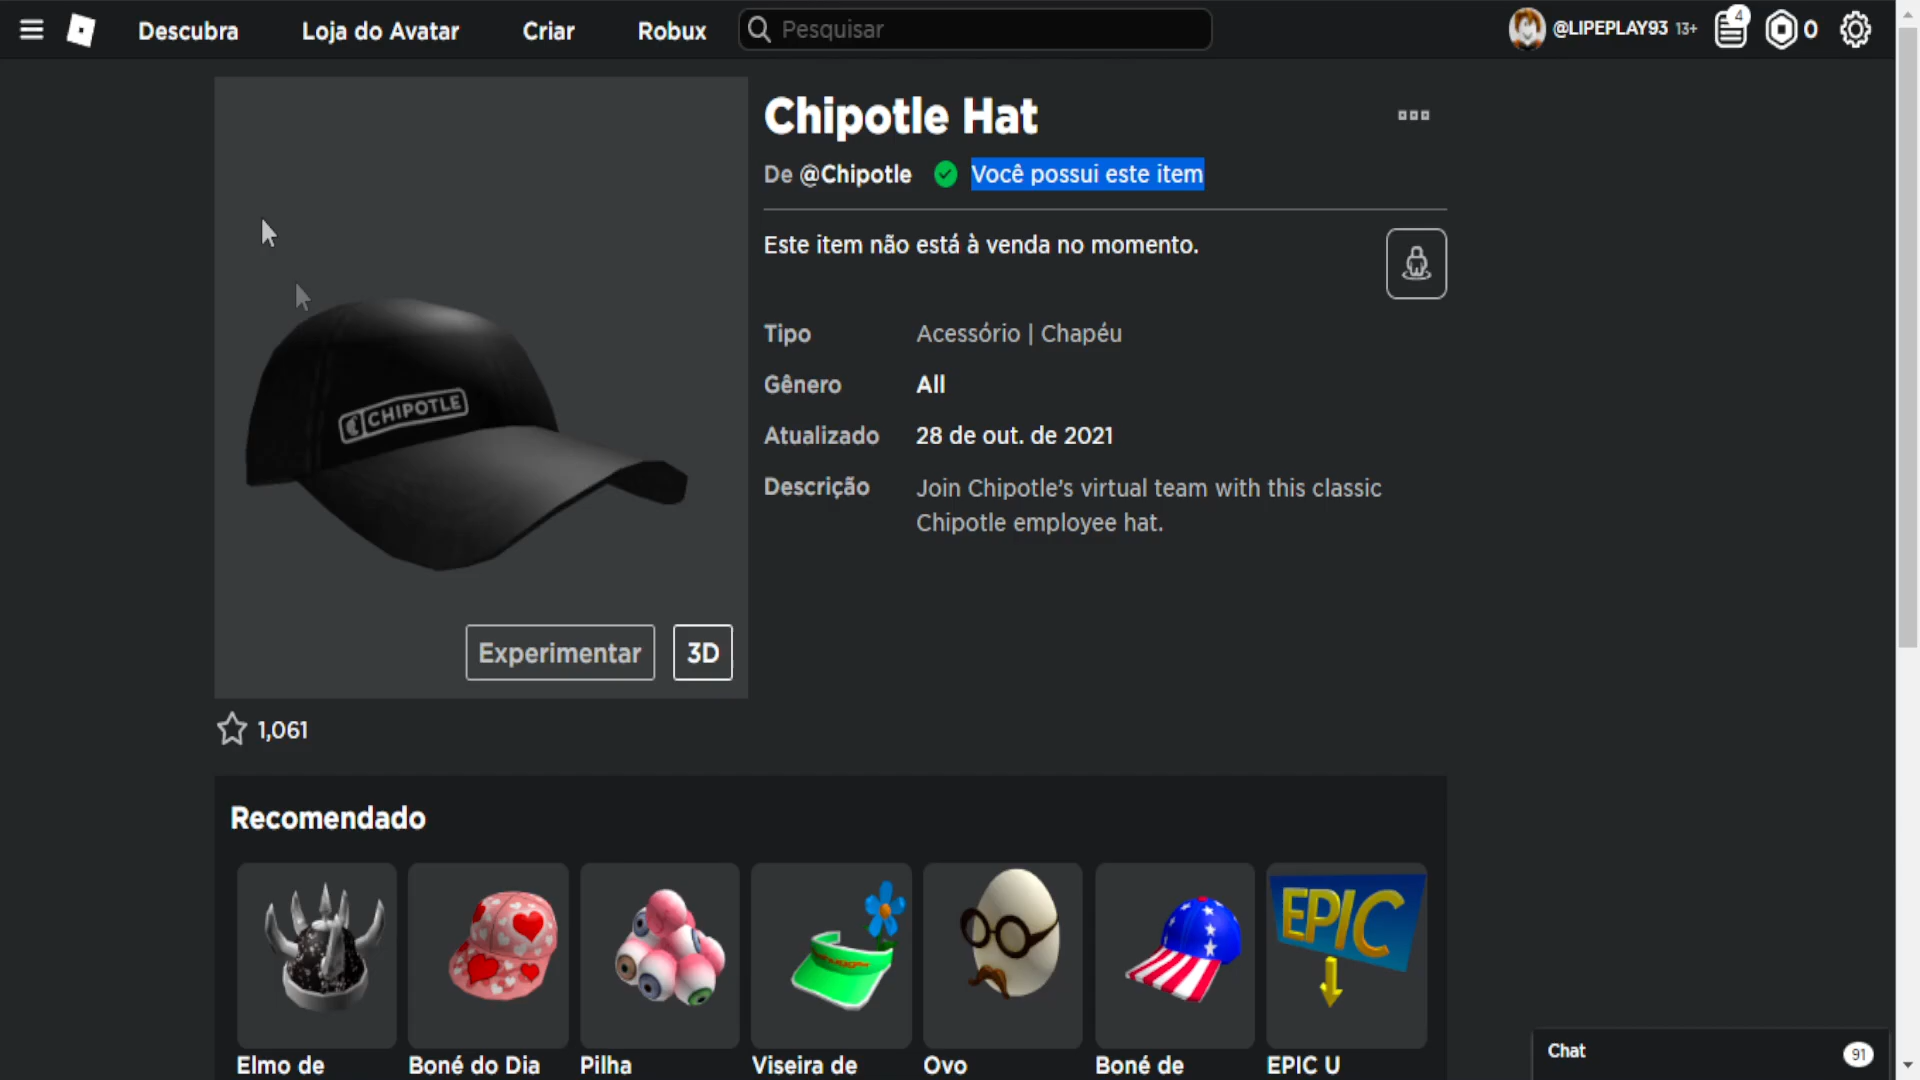 Descubra Loja do Avatar Criar Robux Pesquisar @LIPEPLAY93 13+ 4 0
Chipotle Hat
De @Chipotle Você possui este item
Este item não está à venda no momento.
Tipo Acessório | Chapéu
Gênero All
Atualizado 28 de out. de 2021
Descrição Join Chipotle’s virtual team with this classic
Chipotle employee hat.
CHIPOTLE
Experimentar 3D
1,061
Recomendado
EPIC
Elmo de Boné do Dia Pilha Viseira de Ovo Boné de EPIC U
Chat 91